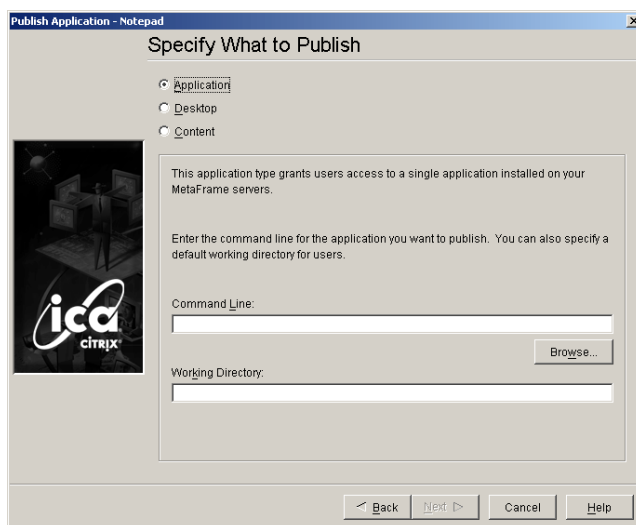 Publish Application - Notepad
Specify What to Publish
Application
Desktop
Content
This application type grants users access to a single application installed on your
MetaFrame servers.
Enter the command line for the application you want to publish. You can also specify a
default working directory for users.
Command Line:
Browse...
Working Directory:
ica
CITRIX
Back
Next
Cancel
Help